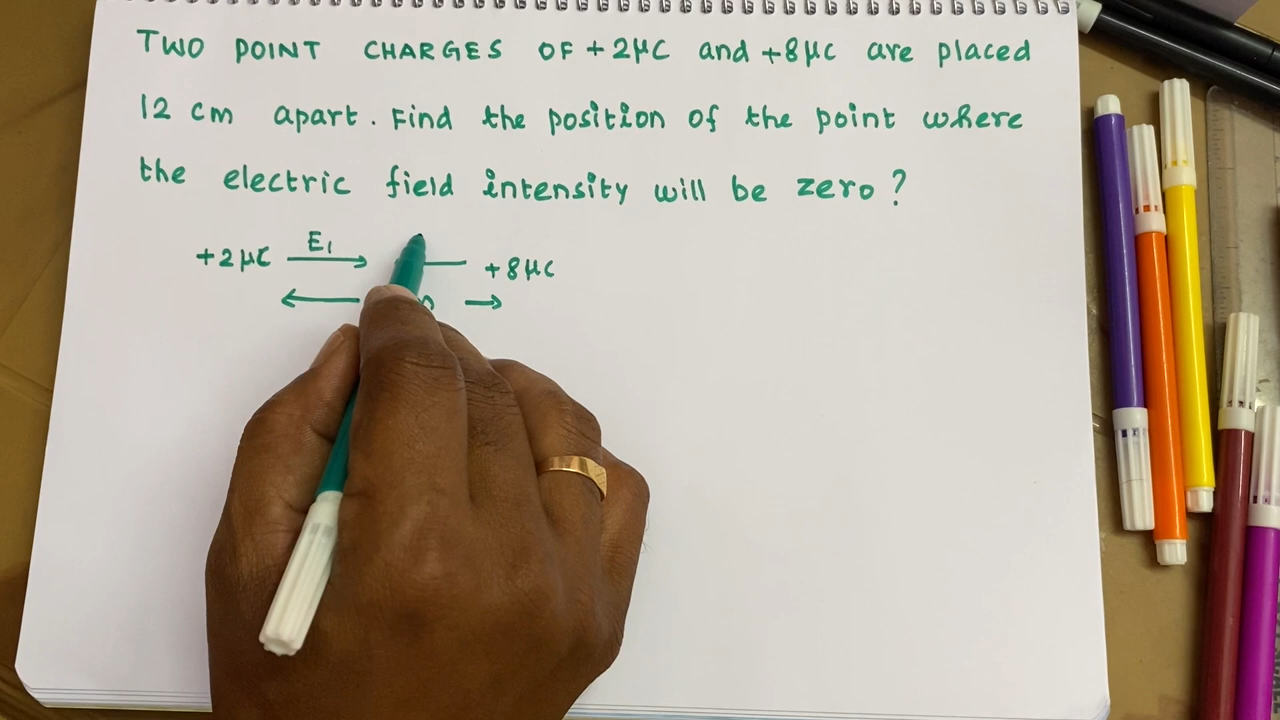 TWO POINT CHARGES OF +2μC and +8μc are placed
12 cm apart. Find the position of the point where
the electric field intensity will be zero?
+2μC E₁ +8μc